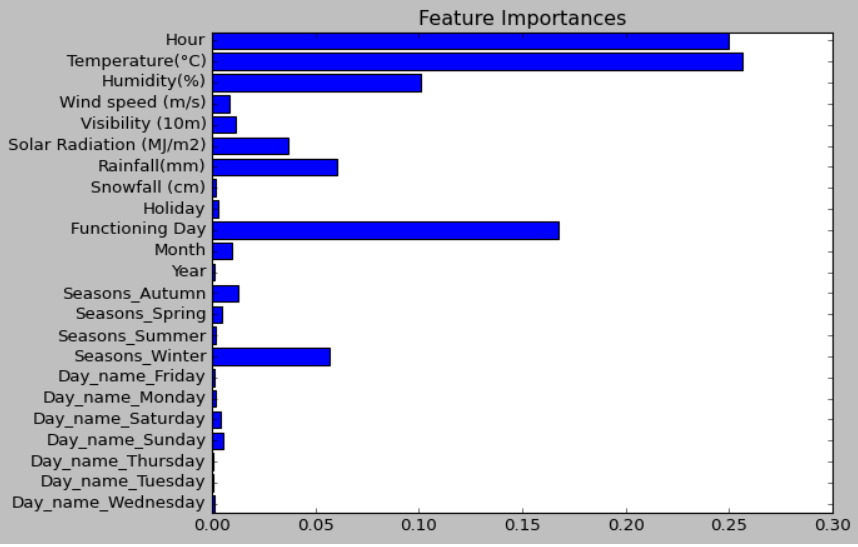 Feature Importances
Hour
Temperature(°C)
Humidity(%)
Wind speed (m/s)
Visibility (10m)
Solar Radiation (MJ/m2)
Rainfall(mm)
Snowfall (cm)
Holiday
Functioning Day
Month
Year
Seasons_Autumn
Seasons_Spring
Seasons_Summer
Seasons_Winter
Day_name_Friday
Day_name_Monday
Day_name_Saturday
Day_name_Sunday
Day_name_Thursday
Day_name_Tuesday
Day_name_Wednesday
0.00 0.05 0.10 0.15 0.20 0.25 0.30